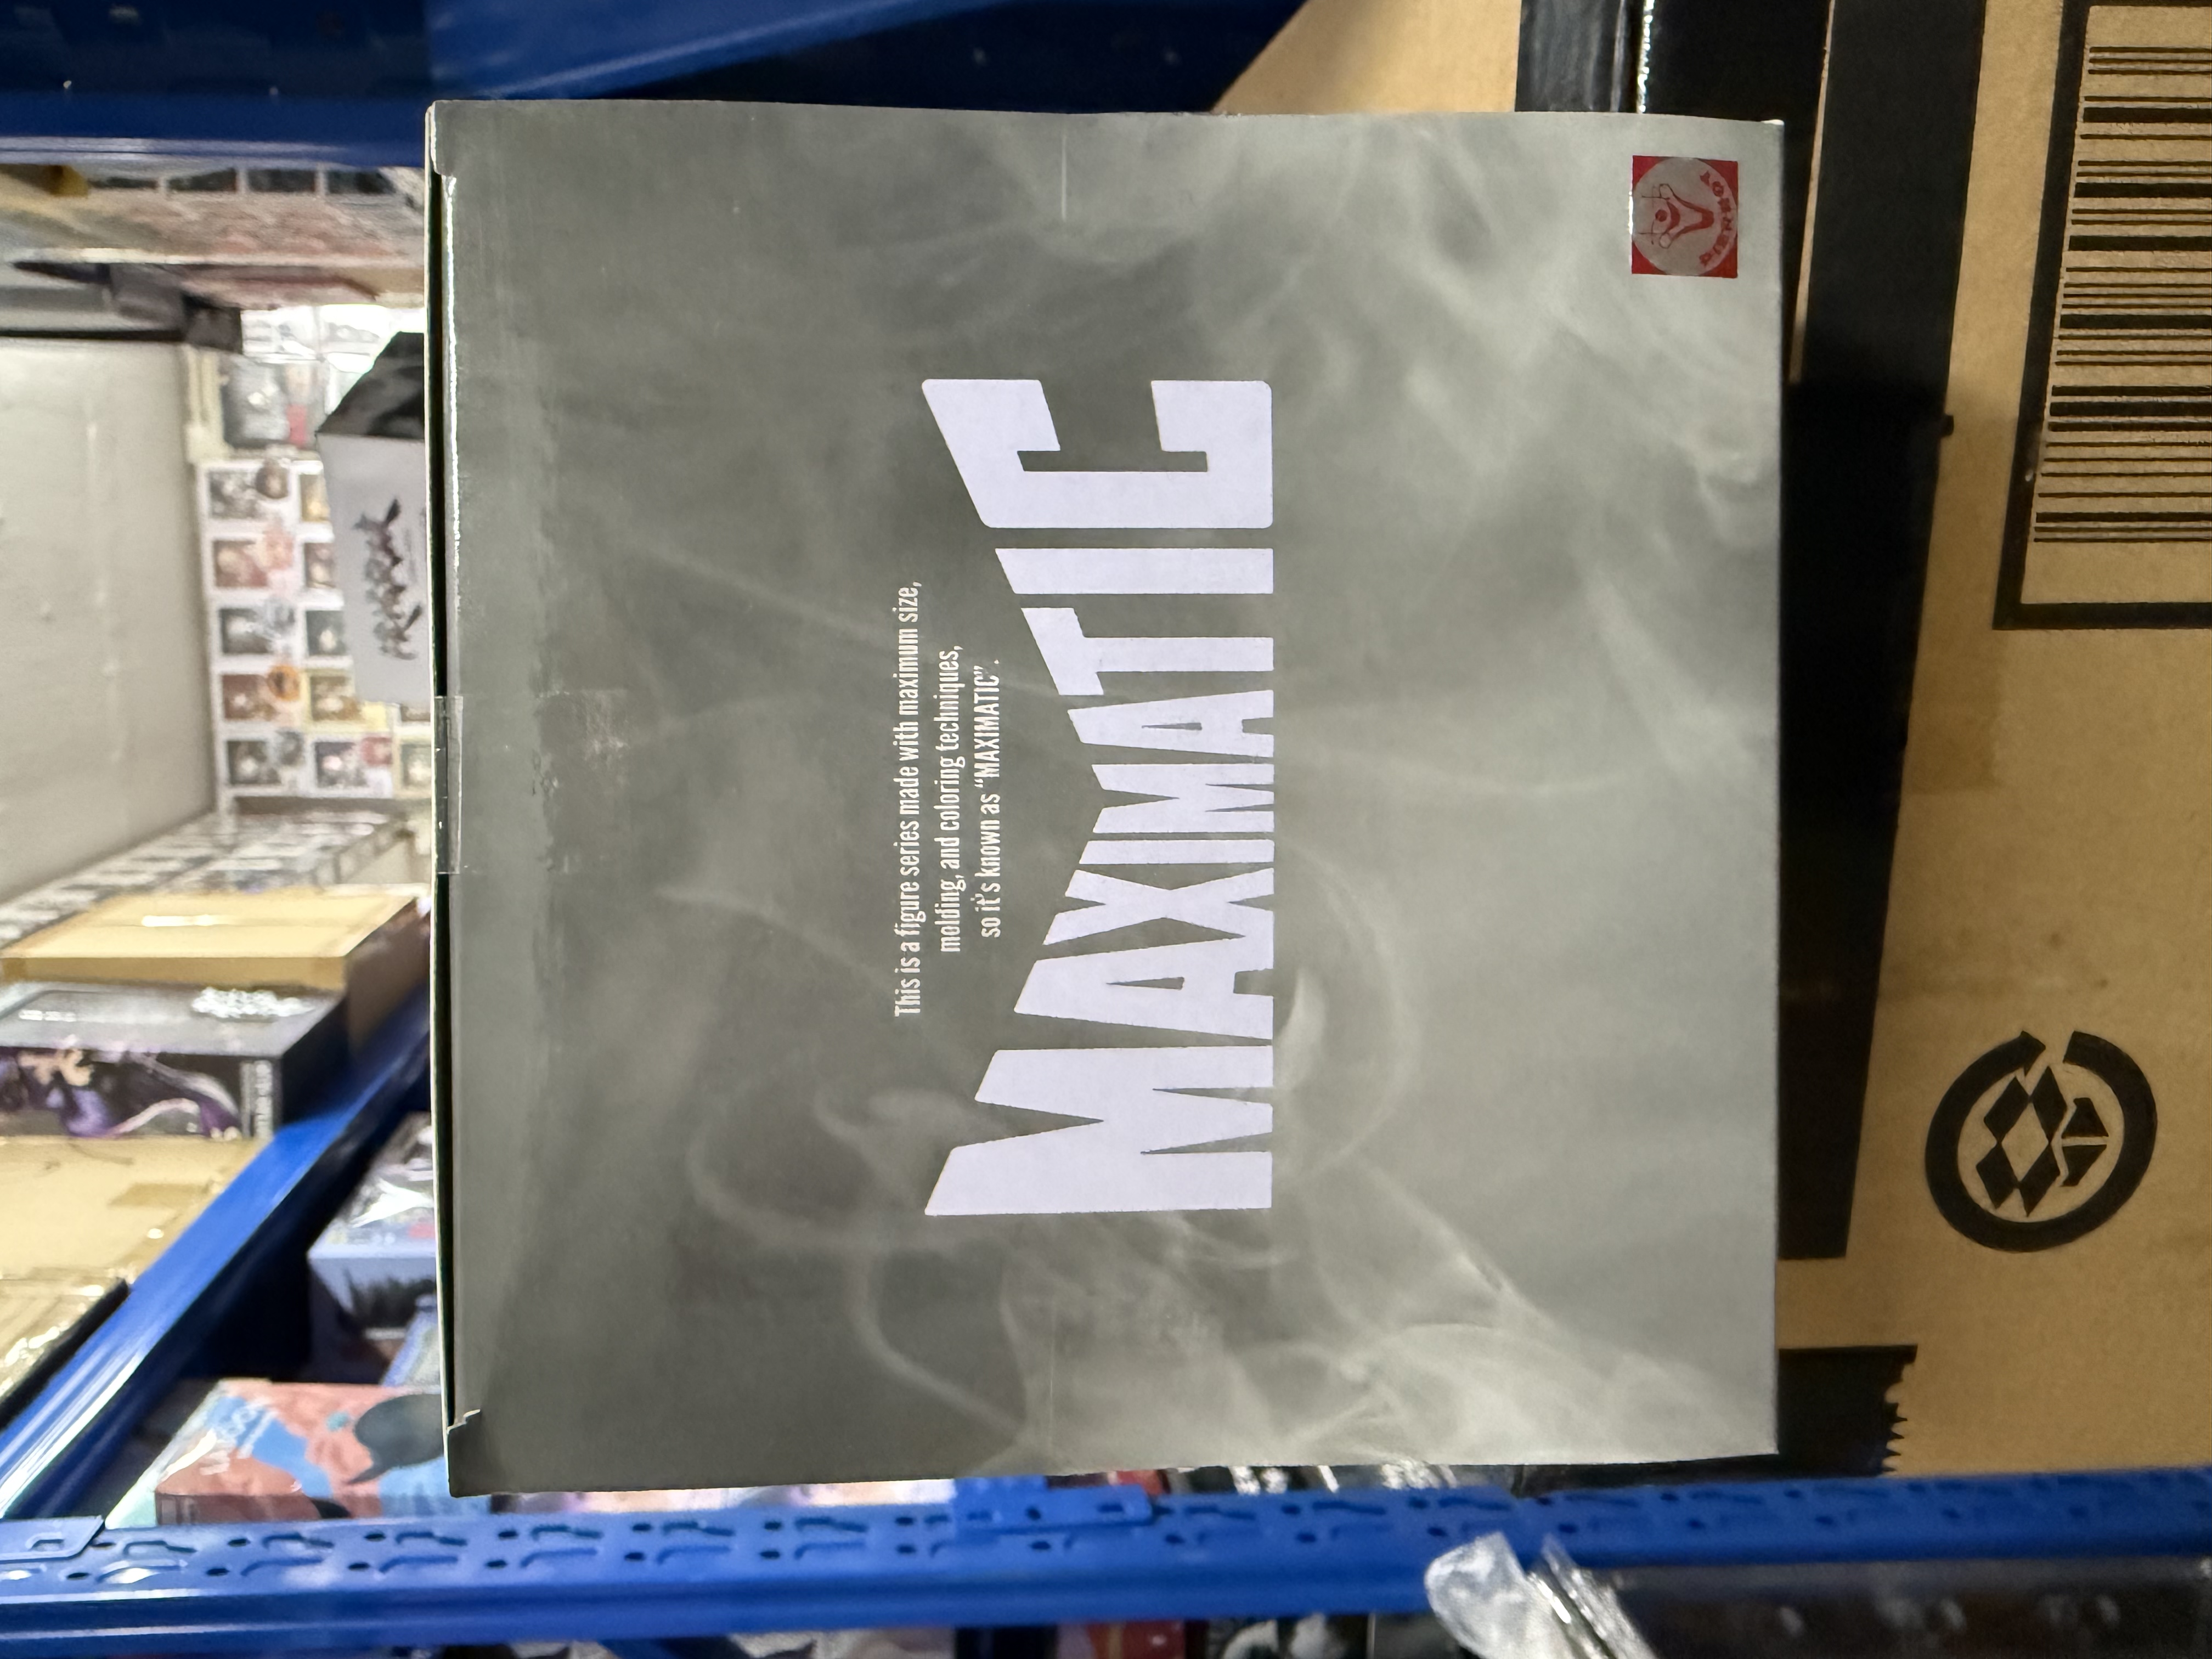 This is a figure series made with maximum size,
molding, and coloring techniques,
so it's known as “MAXIMATIC”.
MAXIMATIC